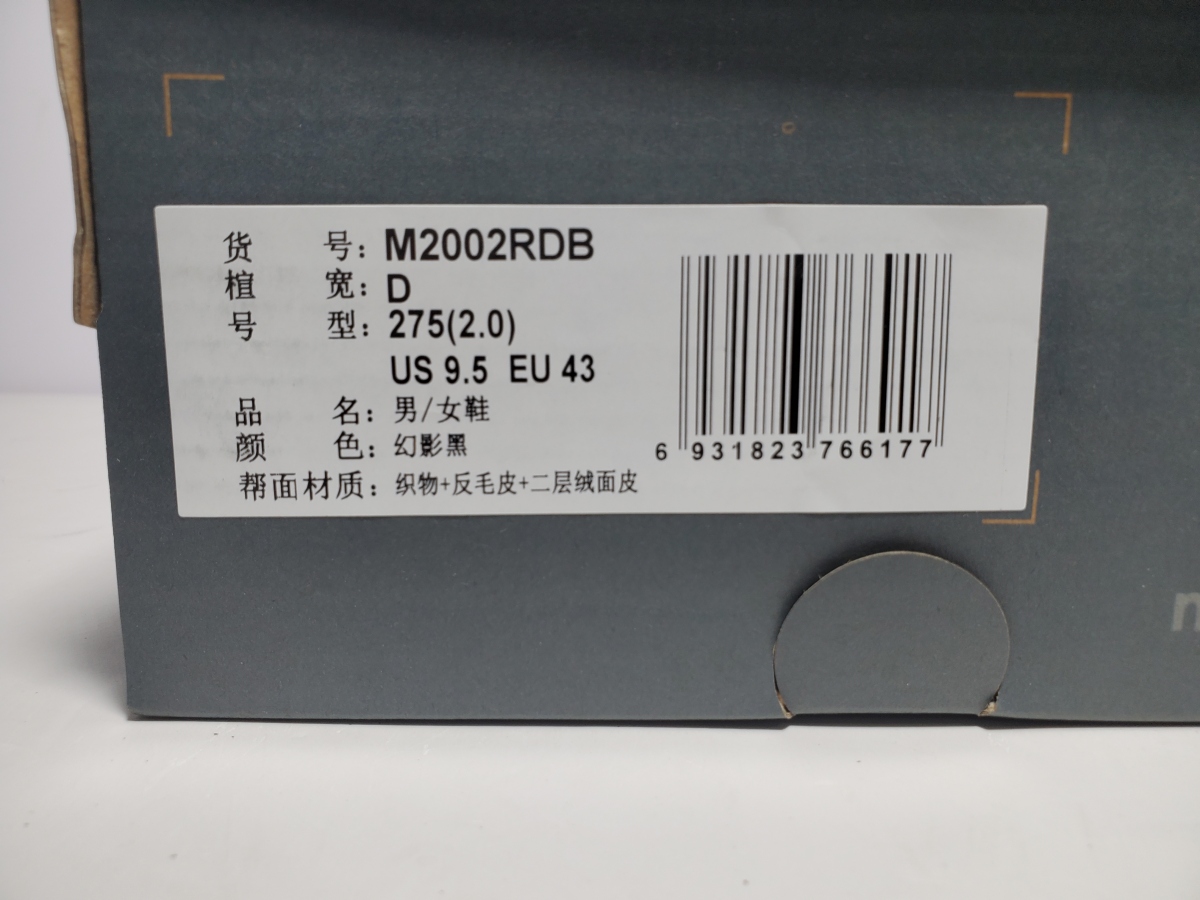 货 号：M2002RDB
楦 宽：D
号 型：275(2.0)
US 9.5 EU 43
品 名：男/女鞋
颜 色：幻影黑
帮面材质：织物+反毛皮+二层绒面皮
6 931823 766177